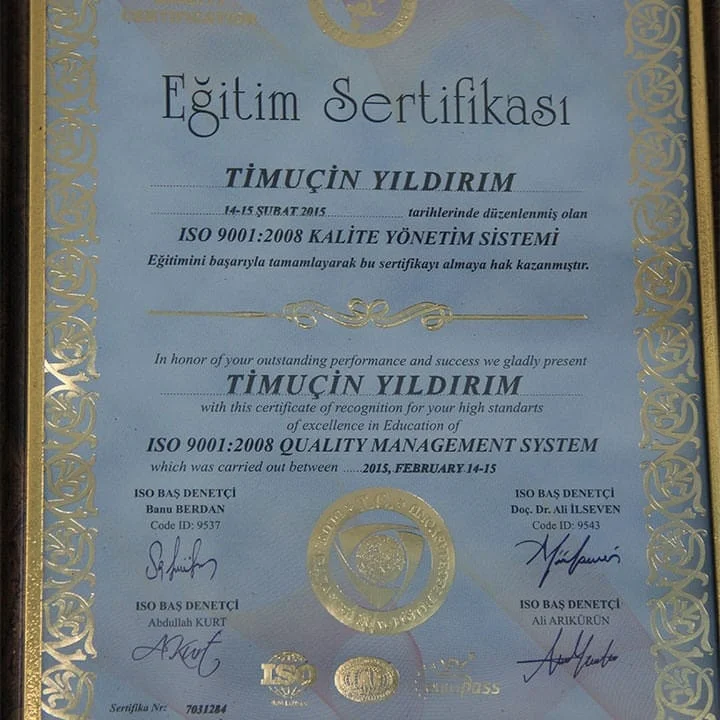 Eğitim Sertifikası
TİMUÇİN YILDIRIM
14-15 ŞUBAT 2015 tarihlerinde düzenlenmiş olan
ISO 9001:2008 KALİTE YÖNETİM SİSTEMİ
Eğitimini başarıyla tamamlayarak bu sertifikayı almaya hak kazanmıştır.
In honor of your outstanding performance and success we gladly present
TİMUÇİN YILDIRIM
with this certificate of recognition for your high standarts
of excellence in Education of
ISO 9001:2008 QUALITY MANAGEMENT SYSTEM
which was carried out between ......2015, FEBRUARY 14-15
ISO BAŞ DENETÇİ
Banu BERDAN
Code ID: 9537
ISO BAŞ DENETÇİ
Doç. Dr. Ali İLSEVEN
Code ID: 9543
ISO BAŞ DENETÇİ
Abdullah KURT
ISO BAŞ DENETÇİ
Ali ARIKÜRÜN
ISO
Sertifika Nr: 7031284